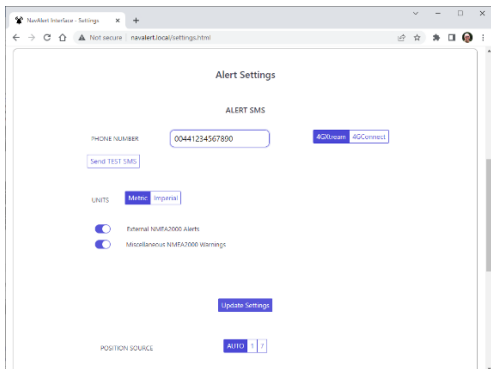 NavAlert Interface - Settings
Not secure | navalert.local/settings.html
Alert Settings
ALERT SMS
PHONE NUMBER 00441234567890 4GXtream 4GConnect
Send TEST SMS
UNITS Metric Imperial
External NMEA2000 Alerts
Miscellaneous NMEA2000 Warnings
Update Settings
POSITION SOURCE AUTO 1